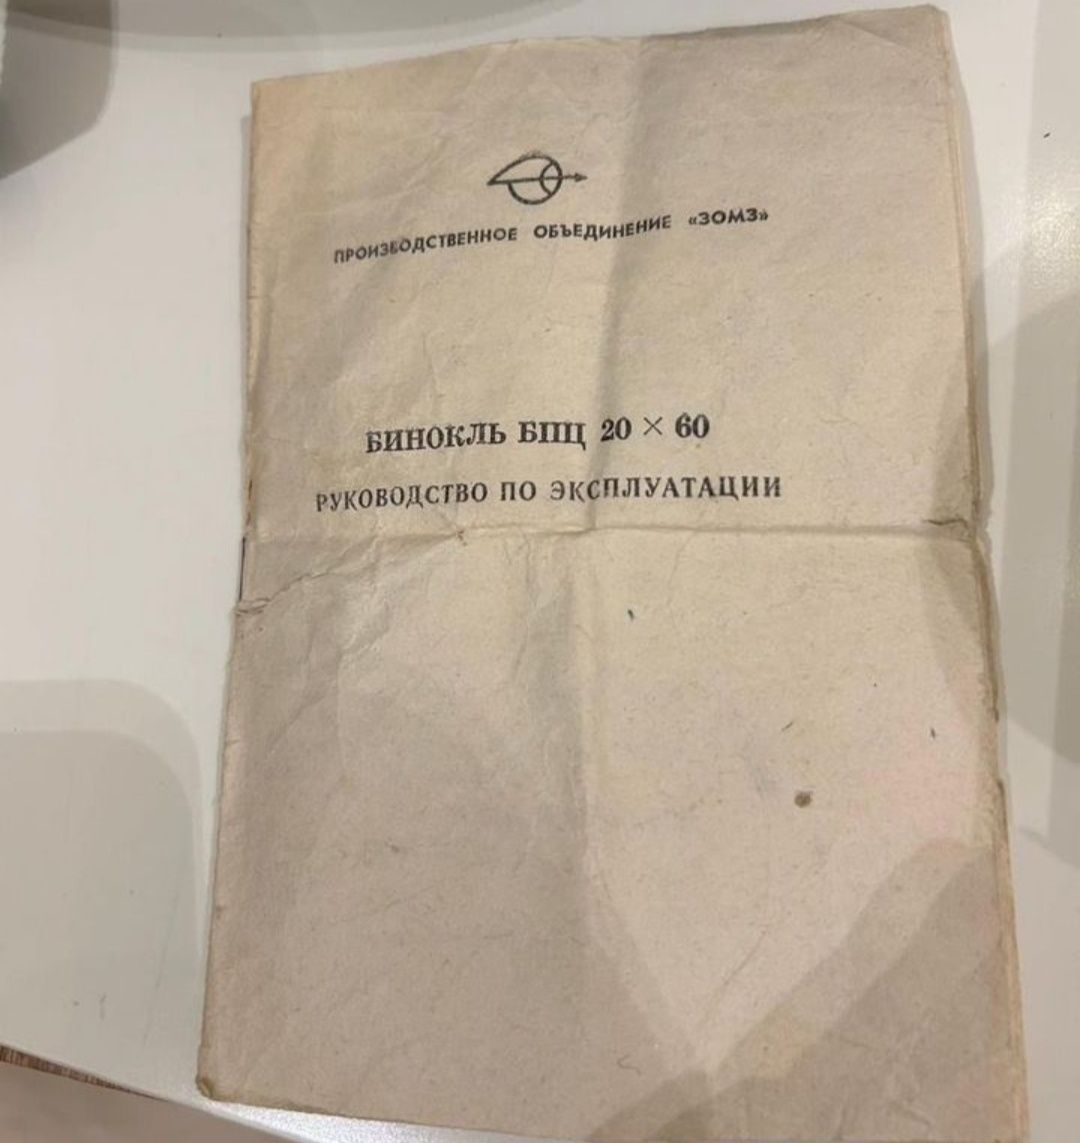 ПРОИЗВОДСТВЕННОЕ ОБЪЕДИНЕНИЕ «ЗОМЗ»
БИНОКЛЬ БПЦ 20 × 60
РУКОВОДСТВО ПО ЭКСПЛУАТАЦИИ